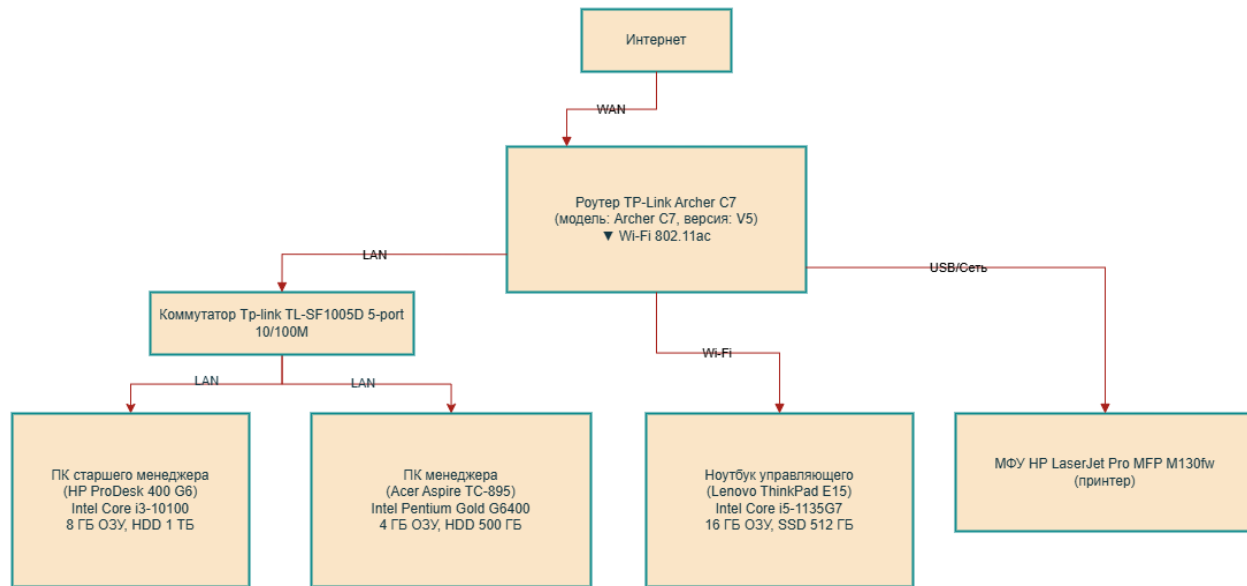 Интернет
WAN
Роутер TP-Link Archer C7
(модель: Archer C7, версия: V5)
▼ Wi-Fi 802.11ac
LAN
USB/Сеть
Коммутатор Tp-link TL-SF1005D 5-port
10/100M
Wi-Fi
LAN
LAN
ПК старшего менеджера
(HP ProDesk 400 G6)
Intel Core i3-10100
8 ГБ ОЗУ, HDD 1 ТБ
ПК менеджера
(Acer Aspire TC-895)
Intel Pentium Gold G6400
4 ГБ ОЗУ, HDD 500 ГБ
Ноутбук управляющего
(Lenovo ThinkPad E15)
Intel Core i5-1135G7
16 ГБ ОЗУ, SSD 512 ГБ
МФУ HP LaserJet Pro MFP M130fw
(принтер)